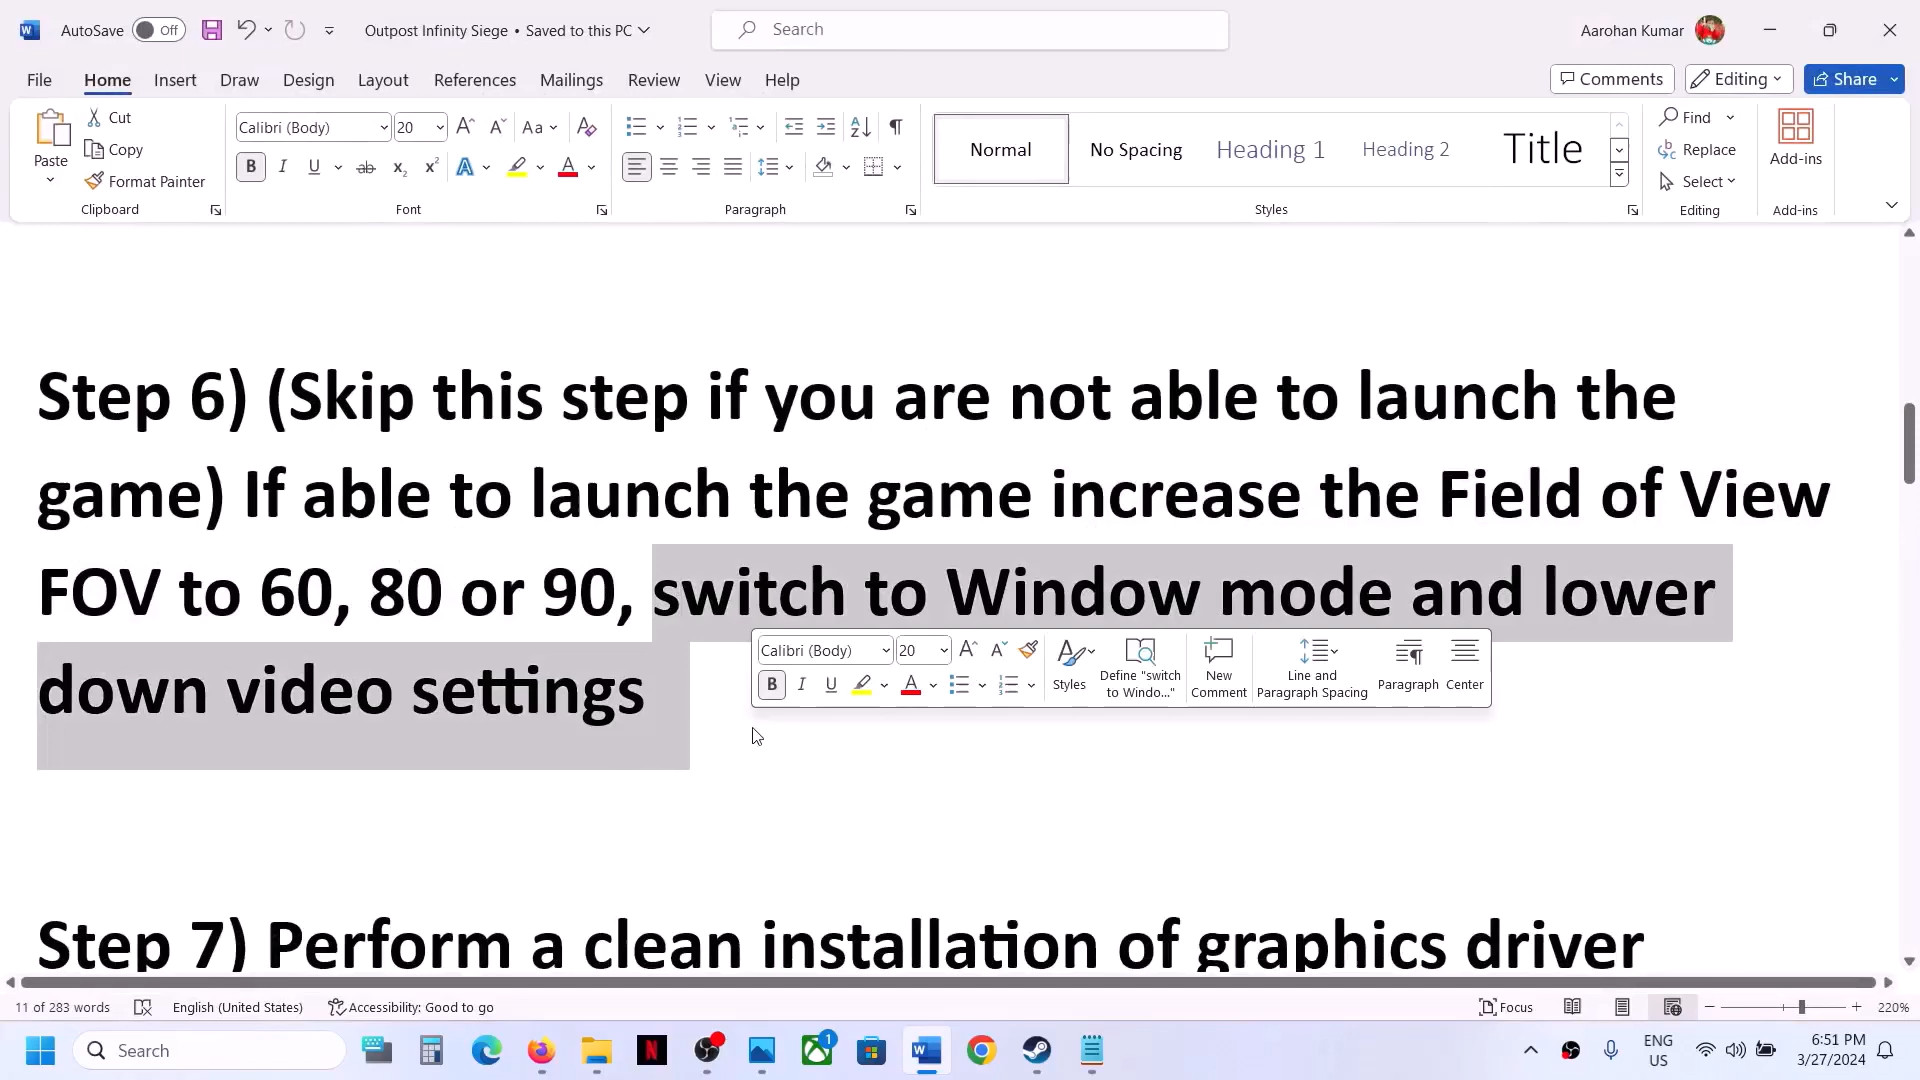 AutoSave Off Outpost Infinity Siege • Saved to this PC Search Aarohan Kumar
File Home Insert Draw Design Layout References Mailings Review View Help Comments Editing Share
Paste Cut Copy Format Painter Clipboard
Calibri (Body) 20 Aa B I U ab x₂ x² A A Font
Paragraph
Normal No Spacing Heading 1 Heading 2 Title Styles
Find Replace Select Editing
Add-ins Add-ins
Step 6) (Skip this step if you are not able to launch the
game) If able to launch the game increase the Field of View
FOV to 60, 80 or 90, switch to Window mode and lower
down video settings
Calibri (Body) 20 B I U A
Styles
Define "switch
to Windo..."
New
Comment
Line and
Paragraph Spacing
Paragraph
Center
Step 7) Perform a clean installation of graphics driver
11 of 283 words English (United States) Accessibility: Good to go Focus 220%
Search 1 ENG
US 6:51 PM
3/27/2024